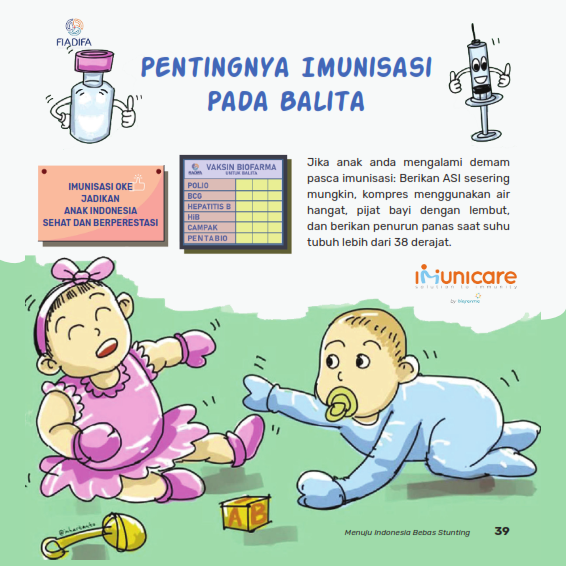 FIADIFA
PENTINGNYA IMUNISASI
PADA BALITA
IMUNISASI OKE
JADIKAN
ANAK INDONESIA
SEHAT DAN BERPERESTASI
VAKSIN BIOFARMA
UNTUK BALITA
POLIO
BCG
HEPATITIS B
HiB
CAMPAK
PENTABIO
Jika anak anda mengalami demam
pasca imunisasi: Berikan ASI sesering
mungkin, kompres menggunakan air
hangat, pijat bayi dengan lembut,
dan berikan penurun panas saat suhu
tubuh lebih dari 38 derajat.
imunicare
solution to immunity
A B
Menuju Indonesia Bebas Stunting 39